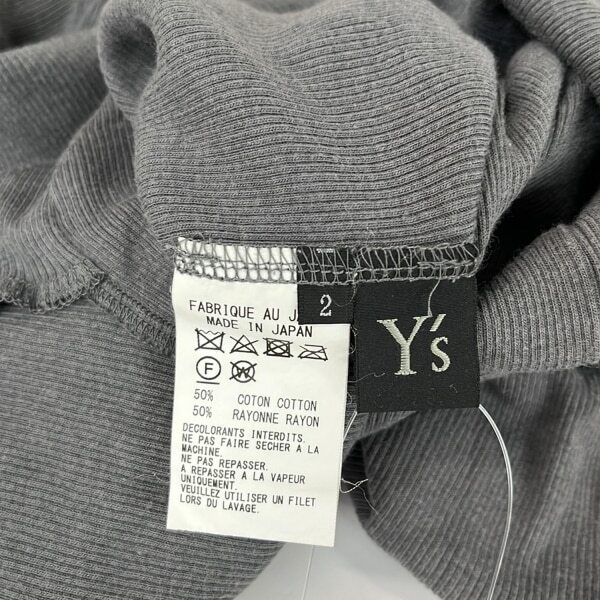 FABRIQUE AU
2
MADE IN JAPAN
Y's
F
W
50% COTON COTTON
50% RAYONNE RAYON
DECOLORANTS INTERDITS.
NE PAS FAIRE SECHER A LA
MACHINE.
NE PAS REPASSER.
A REPASSER A LA VAPEUR
UNIQUEMENT.
VEUILLEZ UTILISER UN FILET
LORS DU LAVAGE.